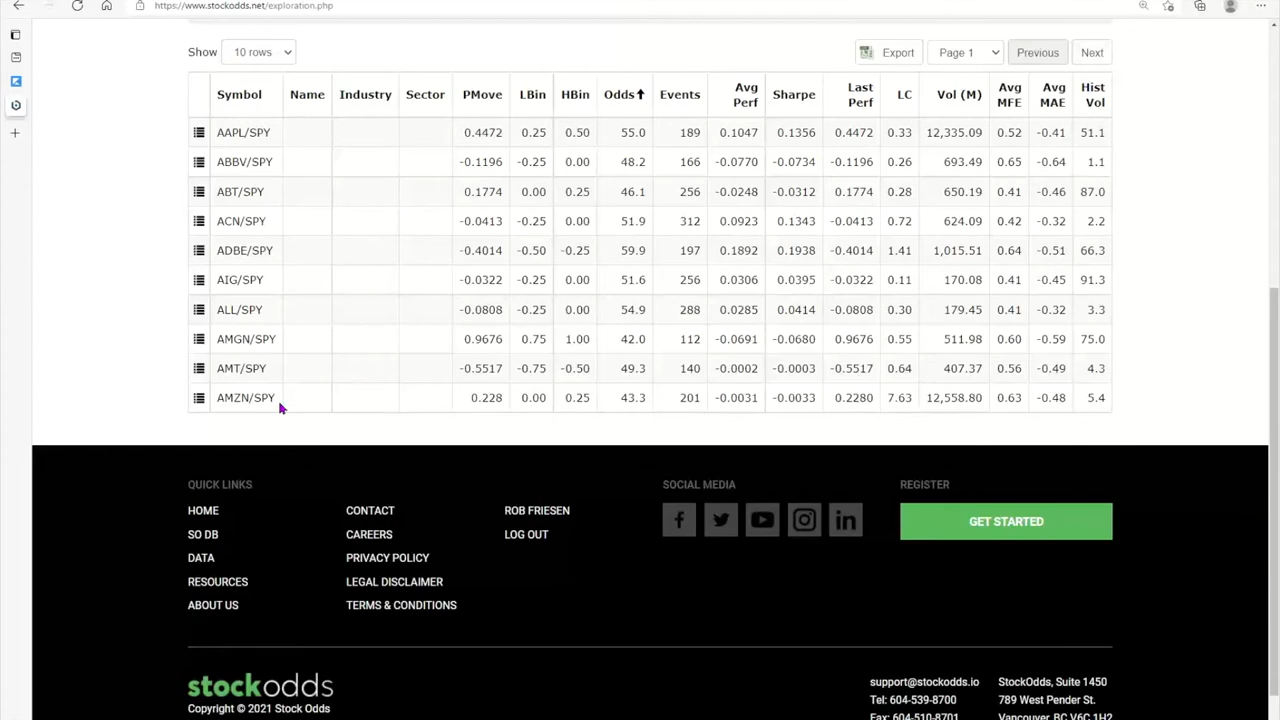 https://www.stockodds.net/exploration.php
Show 10 rows Export Page 1 Previous Next
Symbol Name Industry Sector PMove LBin HBin Odds Events Avg Perf Sharpe Last Perf LC Vol (M) Avg MFE Avg MAE Hist Vol
AAPL/SPY 0.4472 0.25 0.50 55.0 189 0.1047 0.1356 0.4472 0.33 12,335.09 0.52 -0.41 51.1
ABBV/SPY -0.1196 -0.25 0.00 48.2 166 -0.0770 -0.0734 -0.1196 0.26 693.49 0.65 -0.64 1.1
ABT/SPY 0.1774 0.00 0.25 46.1 256 -0.0248 -0.0312 0.1774 0.28 650.19 0.41 -0.46 87.0
ACN/SPY -0.0413 -0.25 0.00 51.9 312 0.0923 0.1343 -0.0413 0.72 624.09 0.42 -0.32 2.2
ADBE/SPY -0.4014 -0.50 -0.25 59.9 197 0.1892 0.1938 -0.4014 1.41 1,015.51 0.64 -0.51 66.3
AIG/SPY -0.0322 -0.25 0.00 51.6 256 0.0306 0.0395 -0.0322 0.11 170.08 0.41 -0.45 91.3
ALL/SPY -0.0808 -0.25 0.00 54.9 288 0.0285 0.0414 -0.0808 0.30 179.45 0.41 -0.32 3.3
AMGN/SPY 0.9676 0.75 1.00 42.0 112 -0.0691 -0.0680 0.9676 0.55 511.98 0.60 -0.59 75.0
AMT/SPY -0.5517 -0.75 -0.50 49.3 140 -0.0002 -0.0003 -0.5517 0.64 407.37 0.56 -0.49 4.3
AMZN/SPY 0.228 0.00 0.25 43.3 201 -0.0031 -0.0033 0.2280 7.63 12,558.80 0.63 -0.48 5.4
QUICK LINKS SOCIAL MEDIA REGISTER
HOME CONTACT ROB FRIESEN GET STARTED
SO DB CAREERS LOG OUT
DATA PRIVACY POLICY
RESOURCES LEGAL DISCLAIMER
ABOUT US TERMS & CONDITIONS
stockodds support@stockodds.io StockOdds, Suite 1450
Copyright © 2021 Stock Odds Tel: 604-539-8700 789 West Pender St.
Fax: 604-510-8701 Vancouver, BC V6C 1H2